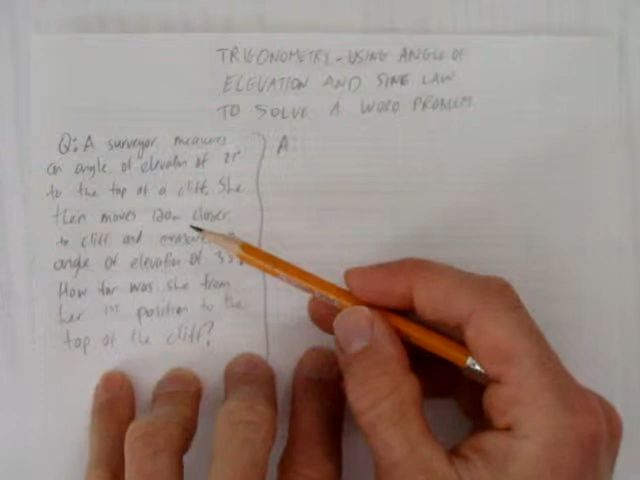 TRIGONOMETRY - USING ANGLE OF
ELEVATION AND SINE LAW
TO SOLVE A WORD PROBLEM
Q: A surveyor measures
an angle of elevation of
to the top of a cliff. She
then moves 120m closer
to cliff and measures
angle of elevation of
How far was she from
her 1st position to the
top of the cliff?
A: